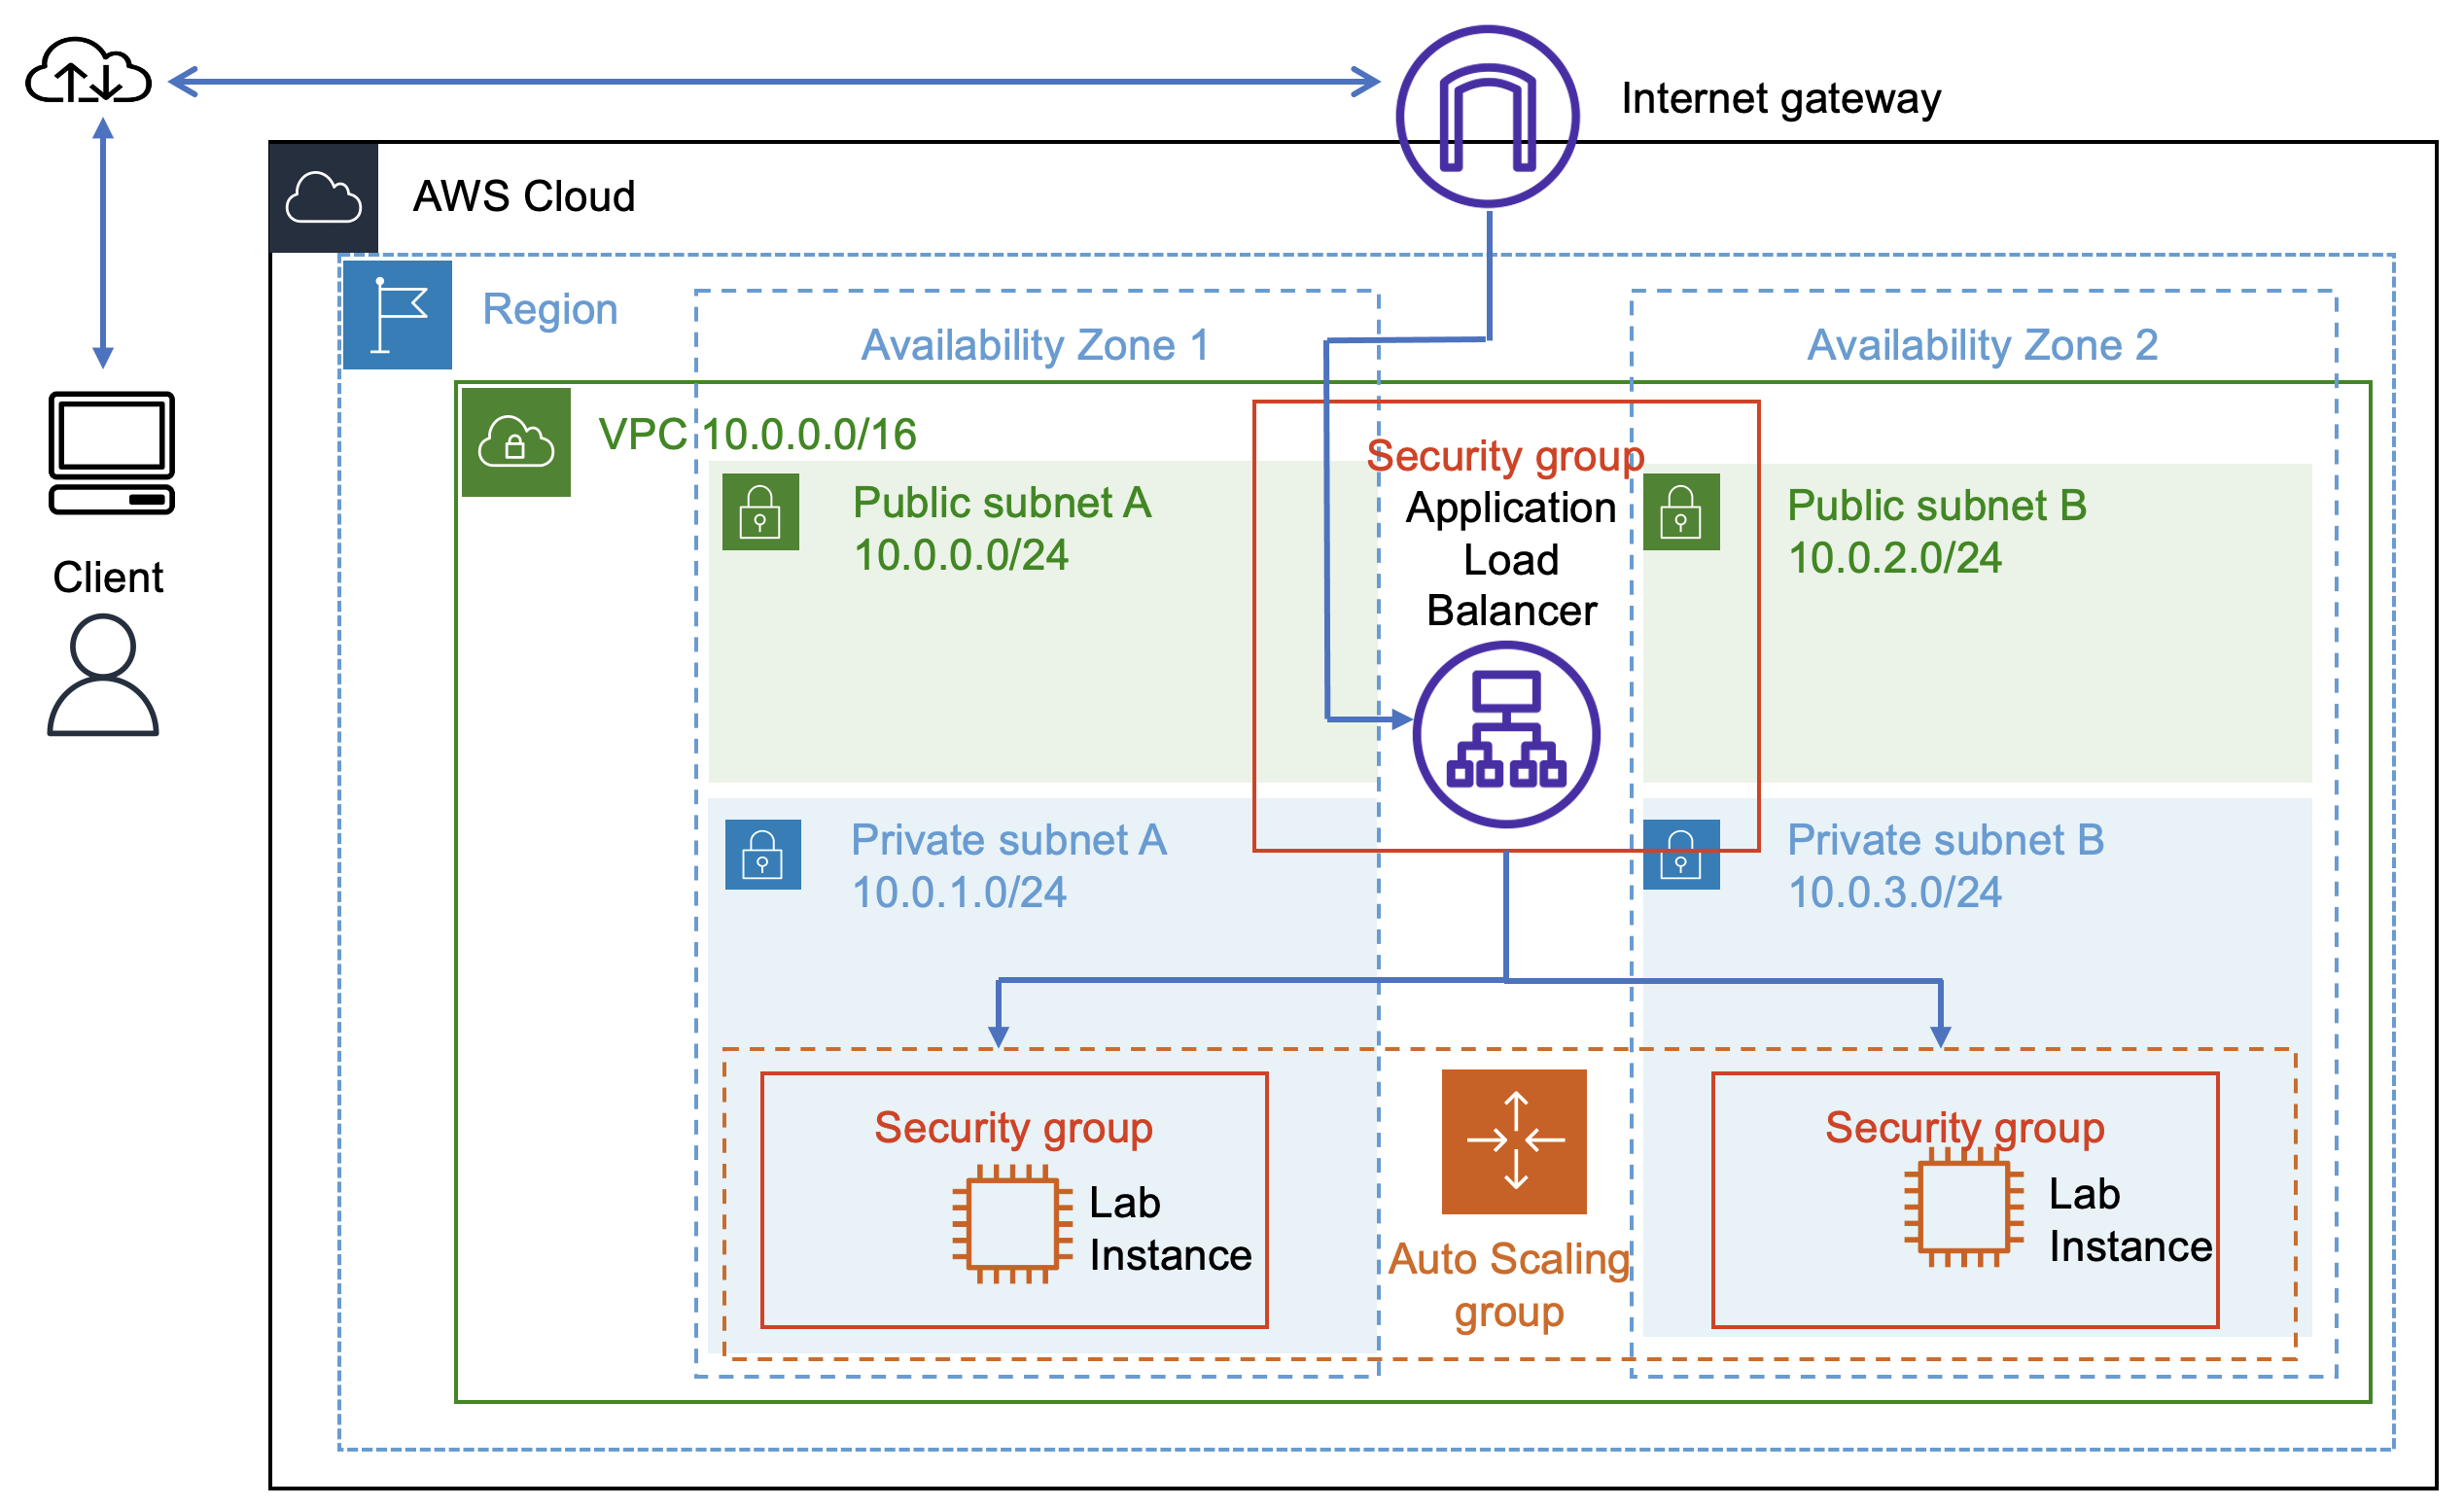 Internet gateway
AWS Cloud
Region
Availability Zone 1
Availability Zone 2
VPC 10.0.0.0/16
Client
Public subnet A
10.0.0.0/24
Security group
Application
Load
Balancer
Public subnet B
10.0.2.0/24
Private subnet A
10.0.1.0/24
Private subnet B
10.0.3.0/24
Security group
Lab
Instance
Auto Scaling
group
Security group
Lab
Instance